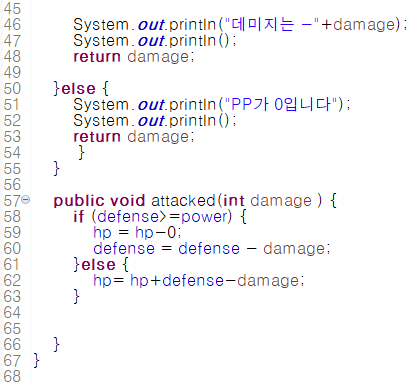 45
46 System.out.println("데미지는 -"+damage);
47 System.out.println();
48 return damage;
49
50 }else {
51 System.out.println("PP가 0입니다");
52 System.out.println();
53 return damage;
54 }
55 }
56
57 public void attacked(int damage ) {
58 if (defense>=power) {
59 hp = hp-0;
60 defense = defense - damage;
61 }else {
62 hp= hp+defense-damage;
63 }
64
65
66 }
67 }
68